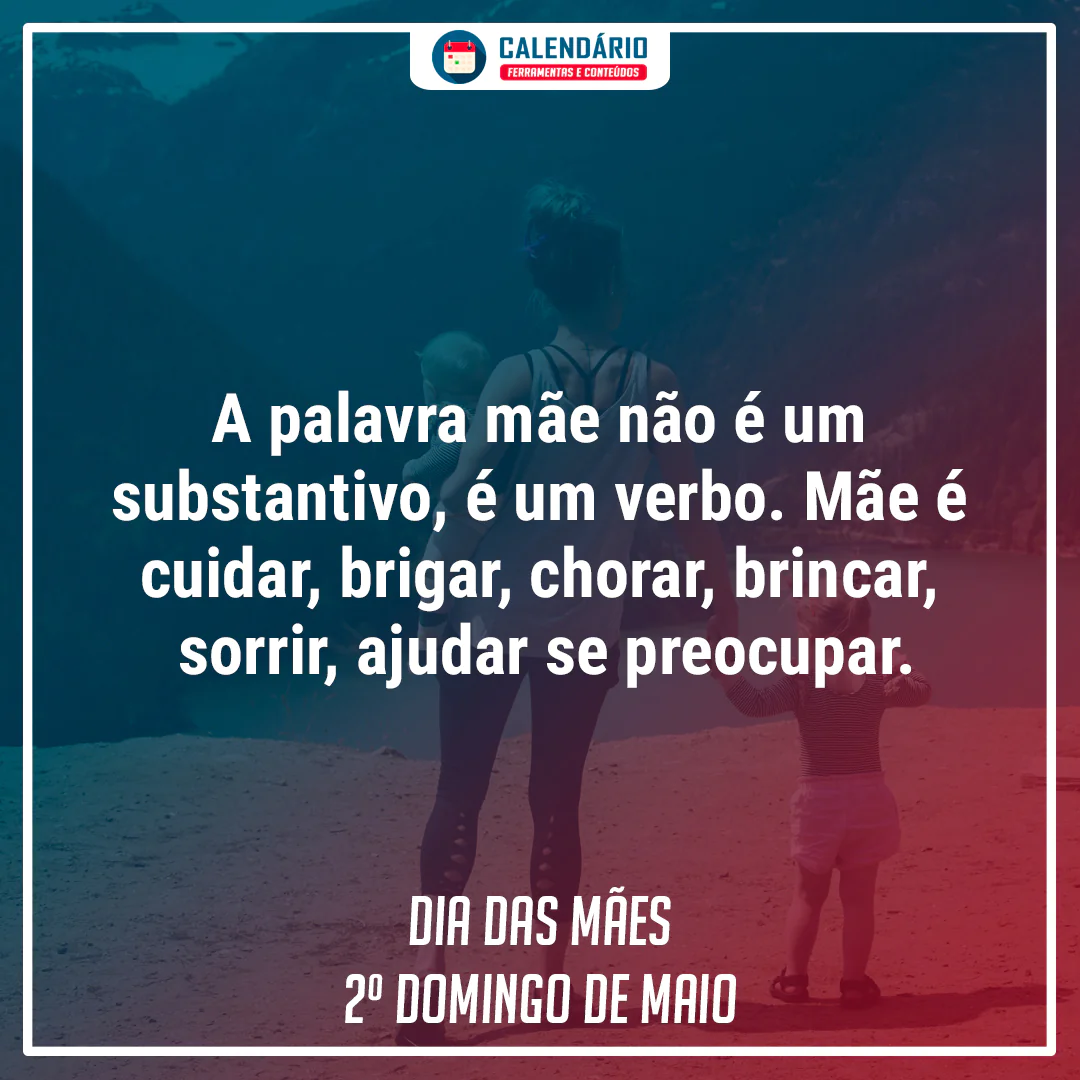 CALENDÁRIO
FERRAMENTAS E CONTEÚDOS
A palavra mãe não é um
substantivo, é um verbo. Mãe é
cuidar, brigar, chorar, brincar,
sorrir, ajudar se preocupar.
DIA DAS MÃES
2º DOMINGO DE MAIO